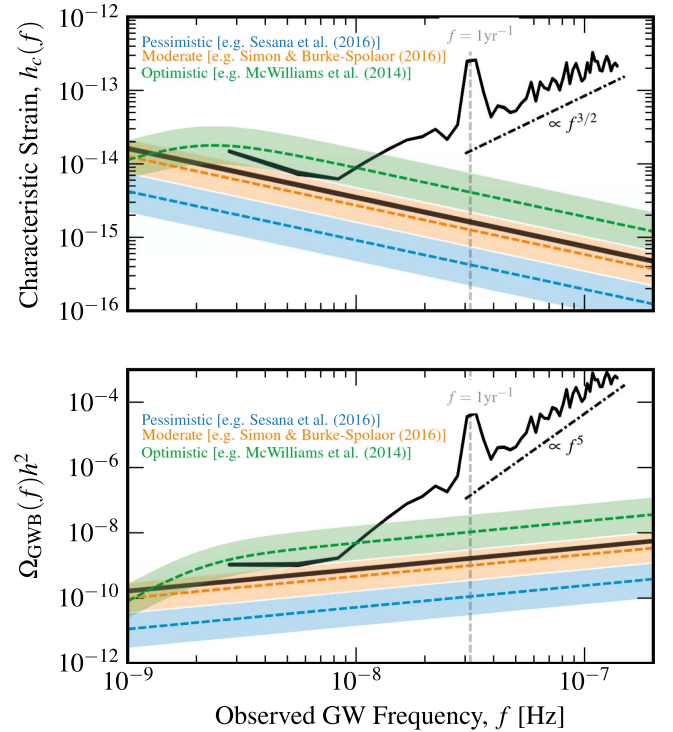 10⁻¹²
f = 1yr⁻¹
Pessimistic [e.g. Sesana et al. (2016)]
Moderate [e.g. Simon & Burke-Spolaor (2016)]
Optimistic [e.g. McWilliams et al. (2014)]
10⁻¹³
∝ f^{3/2}
10⁻¹⁴
10⁻¹⁵
10⁻¹⁶
Characteristic Strain, h_c(f)
10⁻⁴
f = 1yr⁻¹
Pessimistic [e.g. Sesana et al. (2016)]
Moderate [e.g. Simon & Burke-Spolaor (2016)]
Optimistic [e.g. McWilliams et al. (2014)]
∝ f⁵
10⁻⁶
10⁻⁸
10⁻¹⁰
10⁻¹²
Ω_GWB(f)h²
10⁻⁹
10⁻⁸
10⁻⁷
Observed GW Frequency, f [Hz]